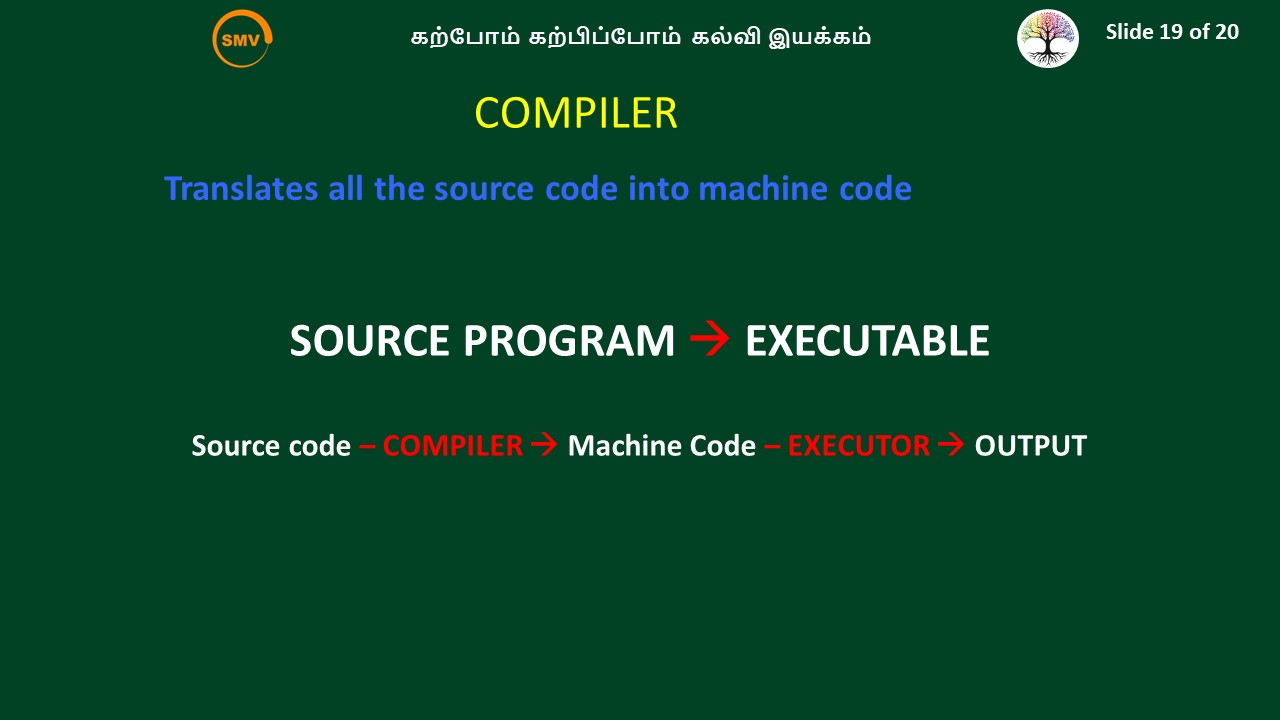 SMV
கற்போம் கற்பிப்போம் கல்வி இயக்கம்
Slide 19 of 20
COMPILER
Translates all the source code into machine code
SOURCE PROGRAM → EXECUTABLE
Source code – COMPILER → Machine Code – EXECUTOR → OUTPUT